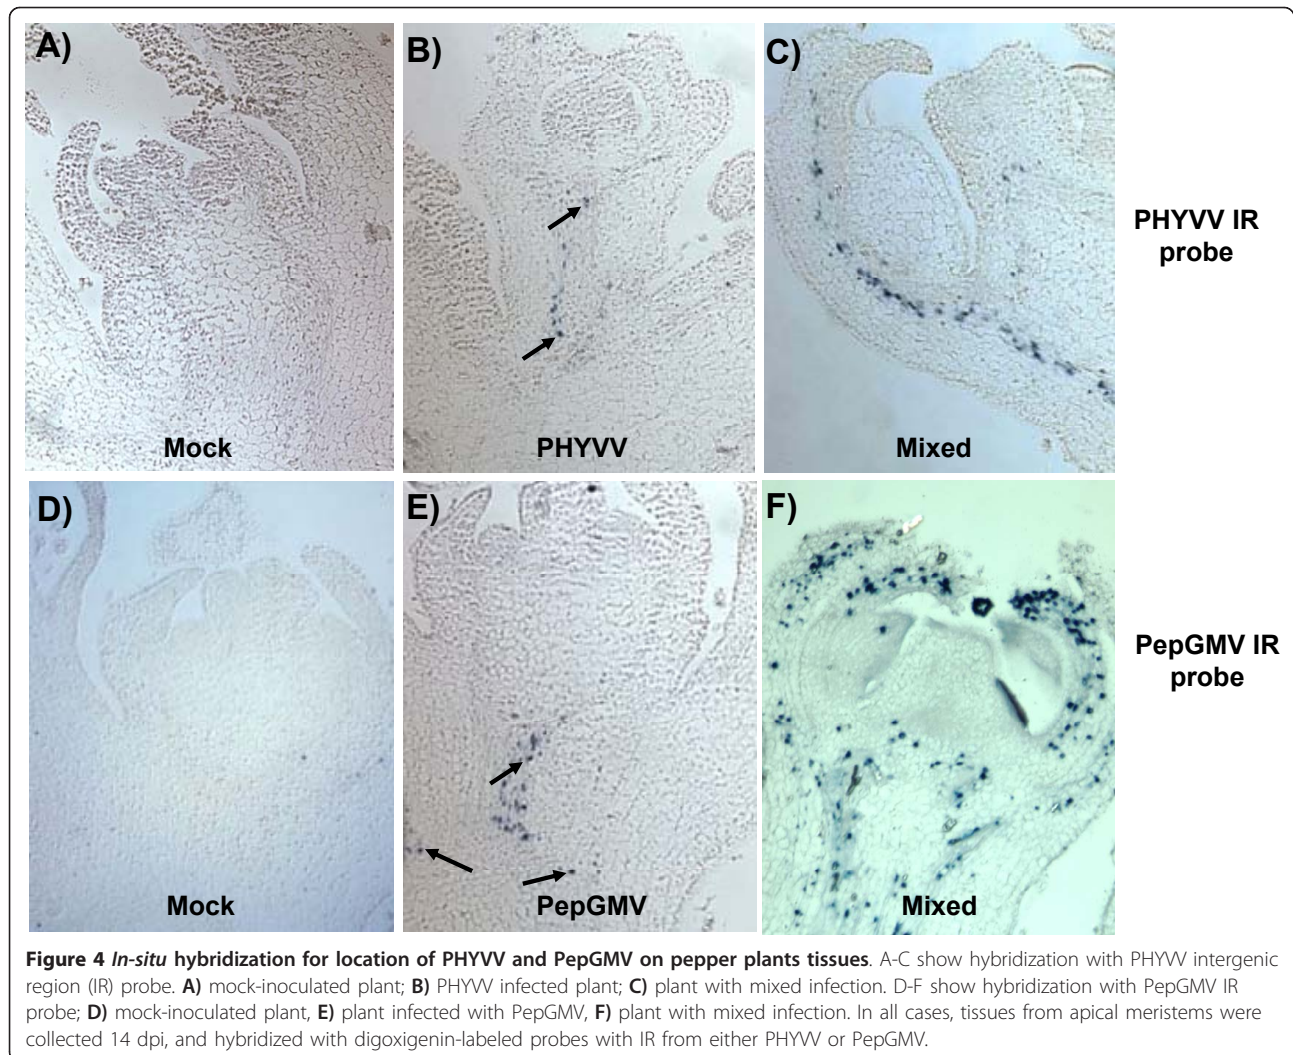 A)
Mock
B)
PHYVV
C)
Mixed
PHYVV IR
probe
D)
Mock
E)
PepGMV
F)
Mixed
PepGMV IR
probe
Figure 4 In-situ hybridization for location of PHYVV and PepGMV on pepper plants tissues. A-C show hybridization with PHYVV intergenic
region (IR) probe. A) mock-inoculated plant; B) PHYVV infected plant; C) plant with mixed infection. D-F show hybridization with PepGMV IR
probe; D) mock-inoculated plant, E) plant infected with PepGMV, F) plant with mixed infection. In all cases, tissues from apical meristems were
collected 14 dpi, and hybridized with digoxigenin-labeled probes with IR from either PHYVV or PepGMV.